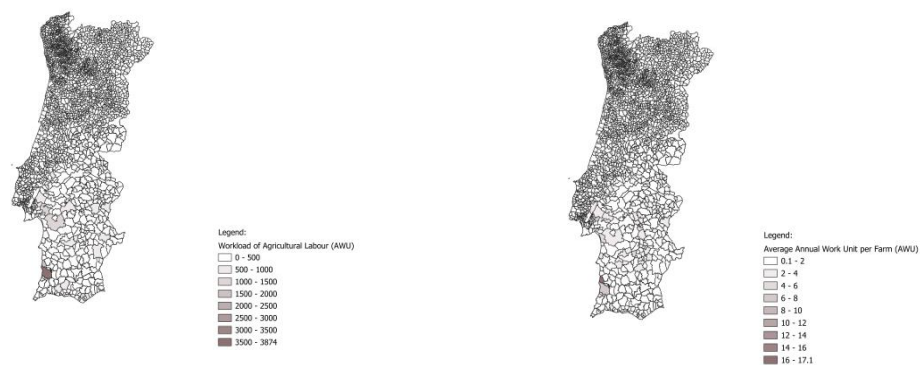 Legend:
Workload of Agricultural Labour (AWU)
0 - 500
500 - 1000
1000 - 1500
1500 - 2000
2000 - 2500
2500 - 3000
3000 - 3500
3500 - 3874
Legend:
Average Annual Work Unit per Farm (AWU)
0.1 - 2
2 - 4
4 - 6
6 - 8
8 - 10
10 - 12
12 - 14
14 - 16
16 - 17.1